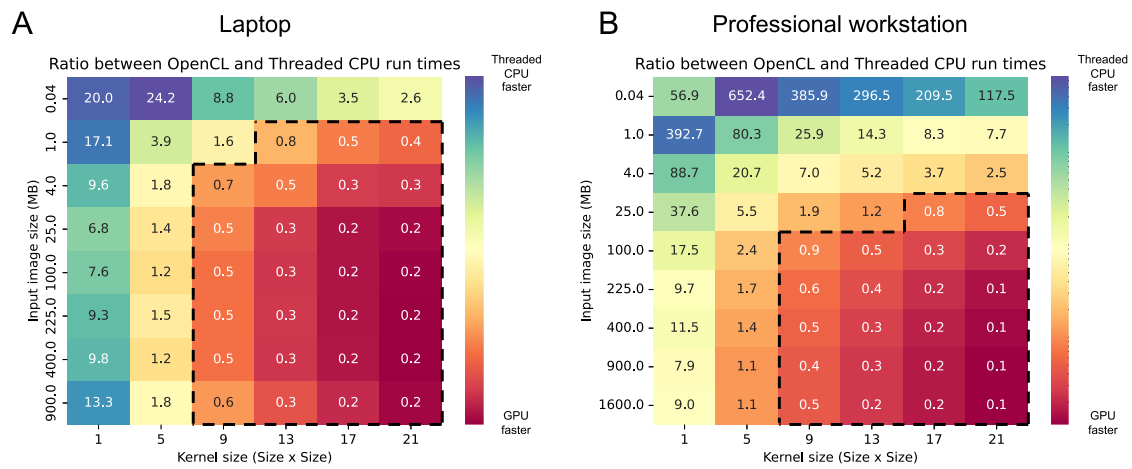 A
Laptop
Ratio between OpenCL and Threaded CPU run times
Threaded
CPU
faster
Input image size (MB)
0.04 20.0 24.2 8.8 6.0 3.5 2.6
1.0 17.1 3.9 1.6 0.8 0.5 0.4
4.0 9.6 1.8 0.7 0.5 0.3 0.3
25.0 6.8 1.4 0.5 0.3 0.2 0.2
100.0 7.6 1.2 0.5 0.3 0.2 0.2
225.0 9.3 1.5 0.5 0.3 0.2 0.2
400.0 9.8 1.2 0.5 0.3 0.2 0.2
900.0 13.3 1.8 0.6 0.3 0.2 0.2
1 5 9 13 17 21
Kernel size (Size x Size)
GPU
faster
B
Professional workstation
Ratio between OpenCL and Threaded CPU run times
Threaded
CPU
faster
Input image size (MB)
0.04 56.9 652.4 385.9 296.5 209.5 117.5
1.0 392.7 80.3 25.9 14.3 8.3 7.7
4.0 88.7 20.7 7.0 5.2 3.7 2.5
25.0 37.6 5.5 1.9 1.2 0.8 0.5
100.0 17.5 2.4 0.9 0.5 0.3 0.2
225.0 9.7 1.7 0.6 0.4 0.2 0.1
400.0 11.5 1.4 0.5 0.3 0.2 0.1
900.0 7.9 1.1 0.4 0.3 0.2 0.1
1600.0 9.0 1.1 0.5 0.2 0.2 0.1
1 5 9 13 17 21
Kernel size (Size x Size)
GPU
faster